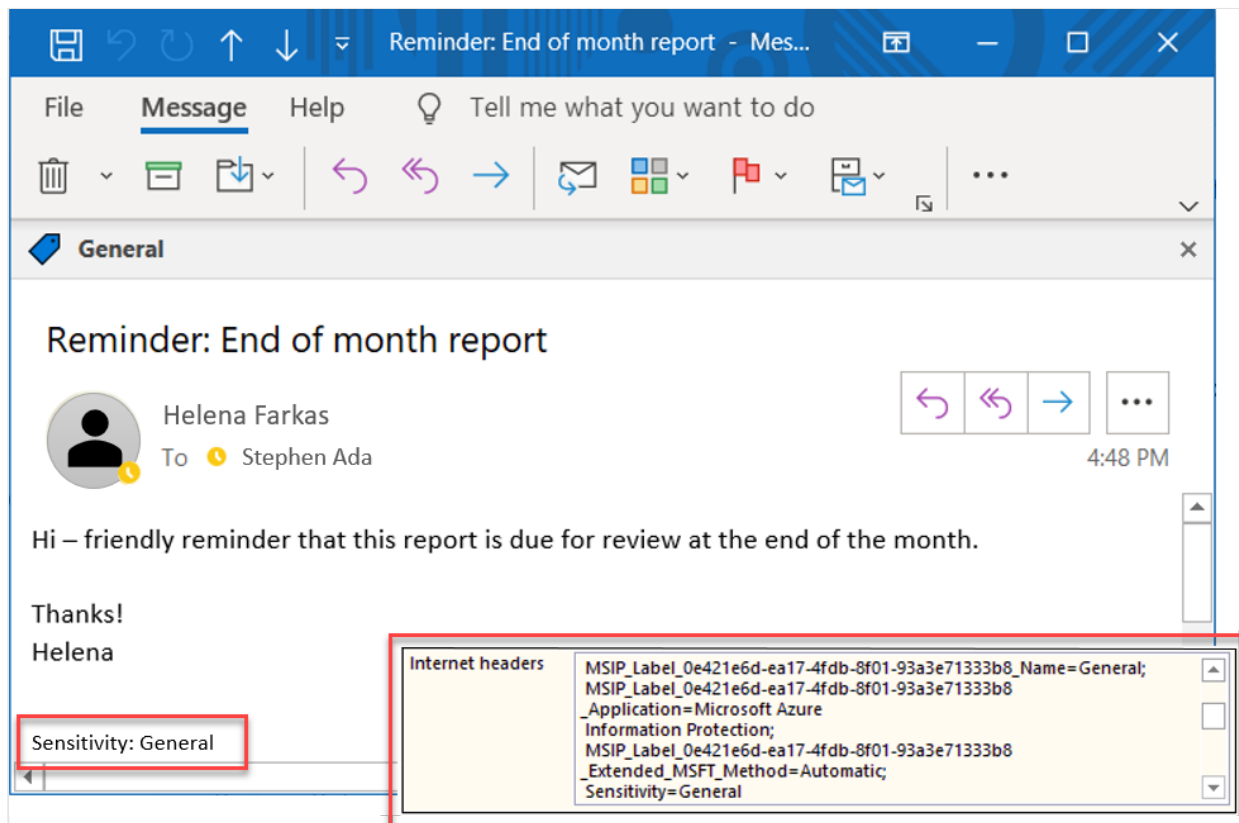 Reminder: End of month report - Mes...
File Message Help Tell me what you want to do
General
Reminder: End of month report
Helena Farkas
To Stephen Ada
4:48 PM
Hi – friendly reminder that this report is due for review at the end of the month.
Thanks!
Helena
Sensitivity: General
Internet headers
MSIP_Label_0e421e6d-ea17-4fdb-8f01-93a3e71333b8_Name=General;
MSIP_Label_0e421e6d-ea17-4fdb-8f01-93a3e71333b8
_Application=Microsoft Azure
Information Protection;
MSIP_Label_0e421e6d-ea17-4fdb-8f01-93a3e71333b8
_Extended_MSFT_Method=Automatic;
Sensitivity=General